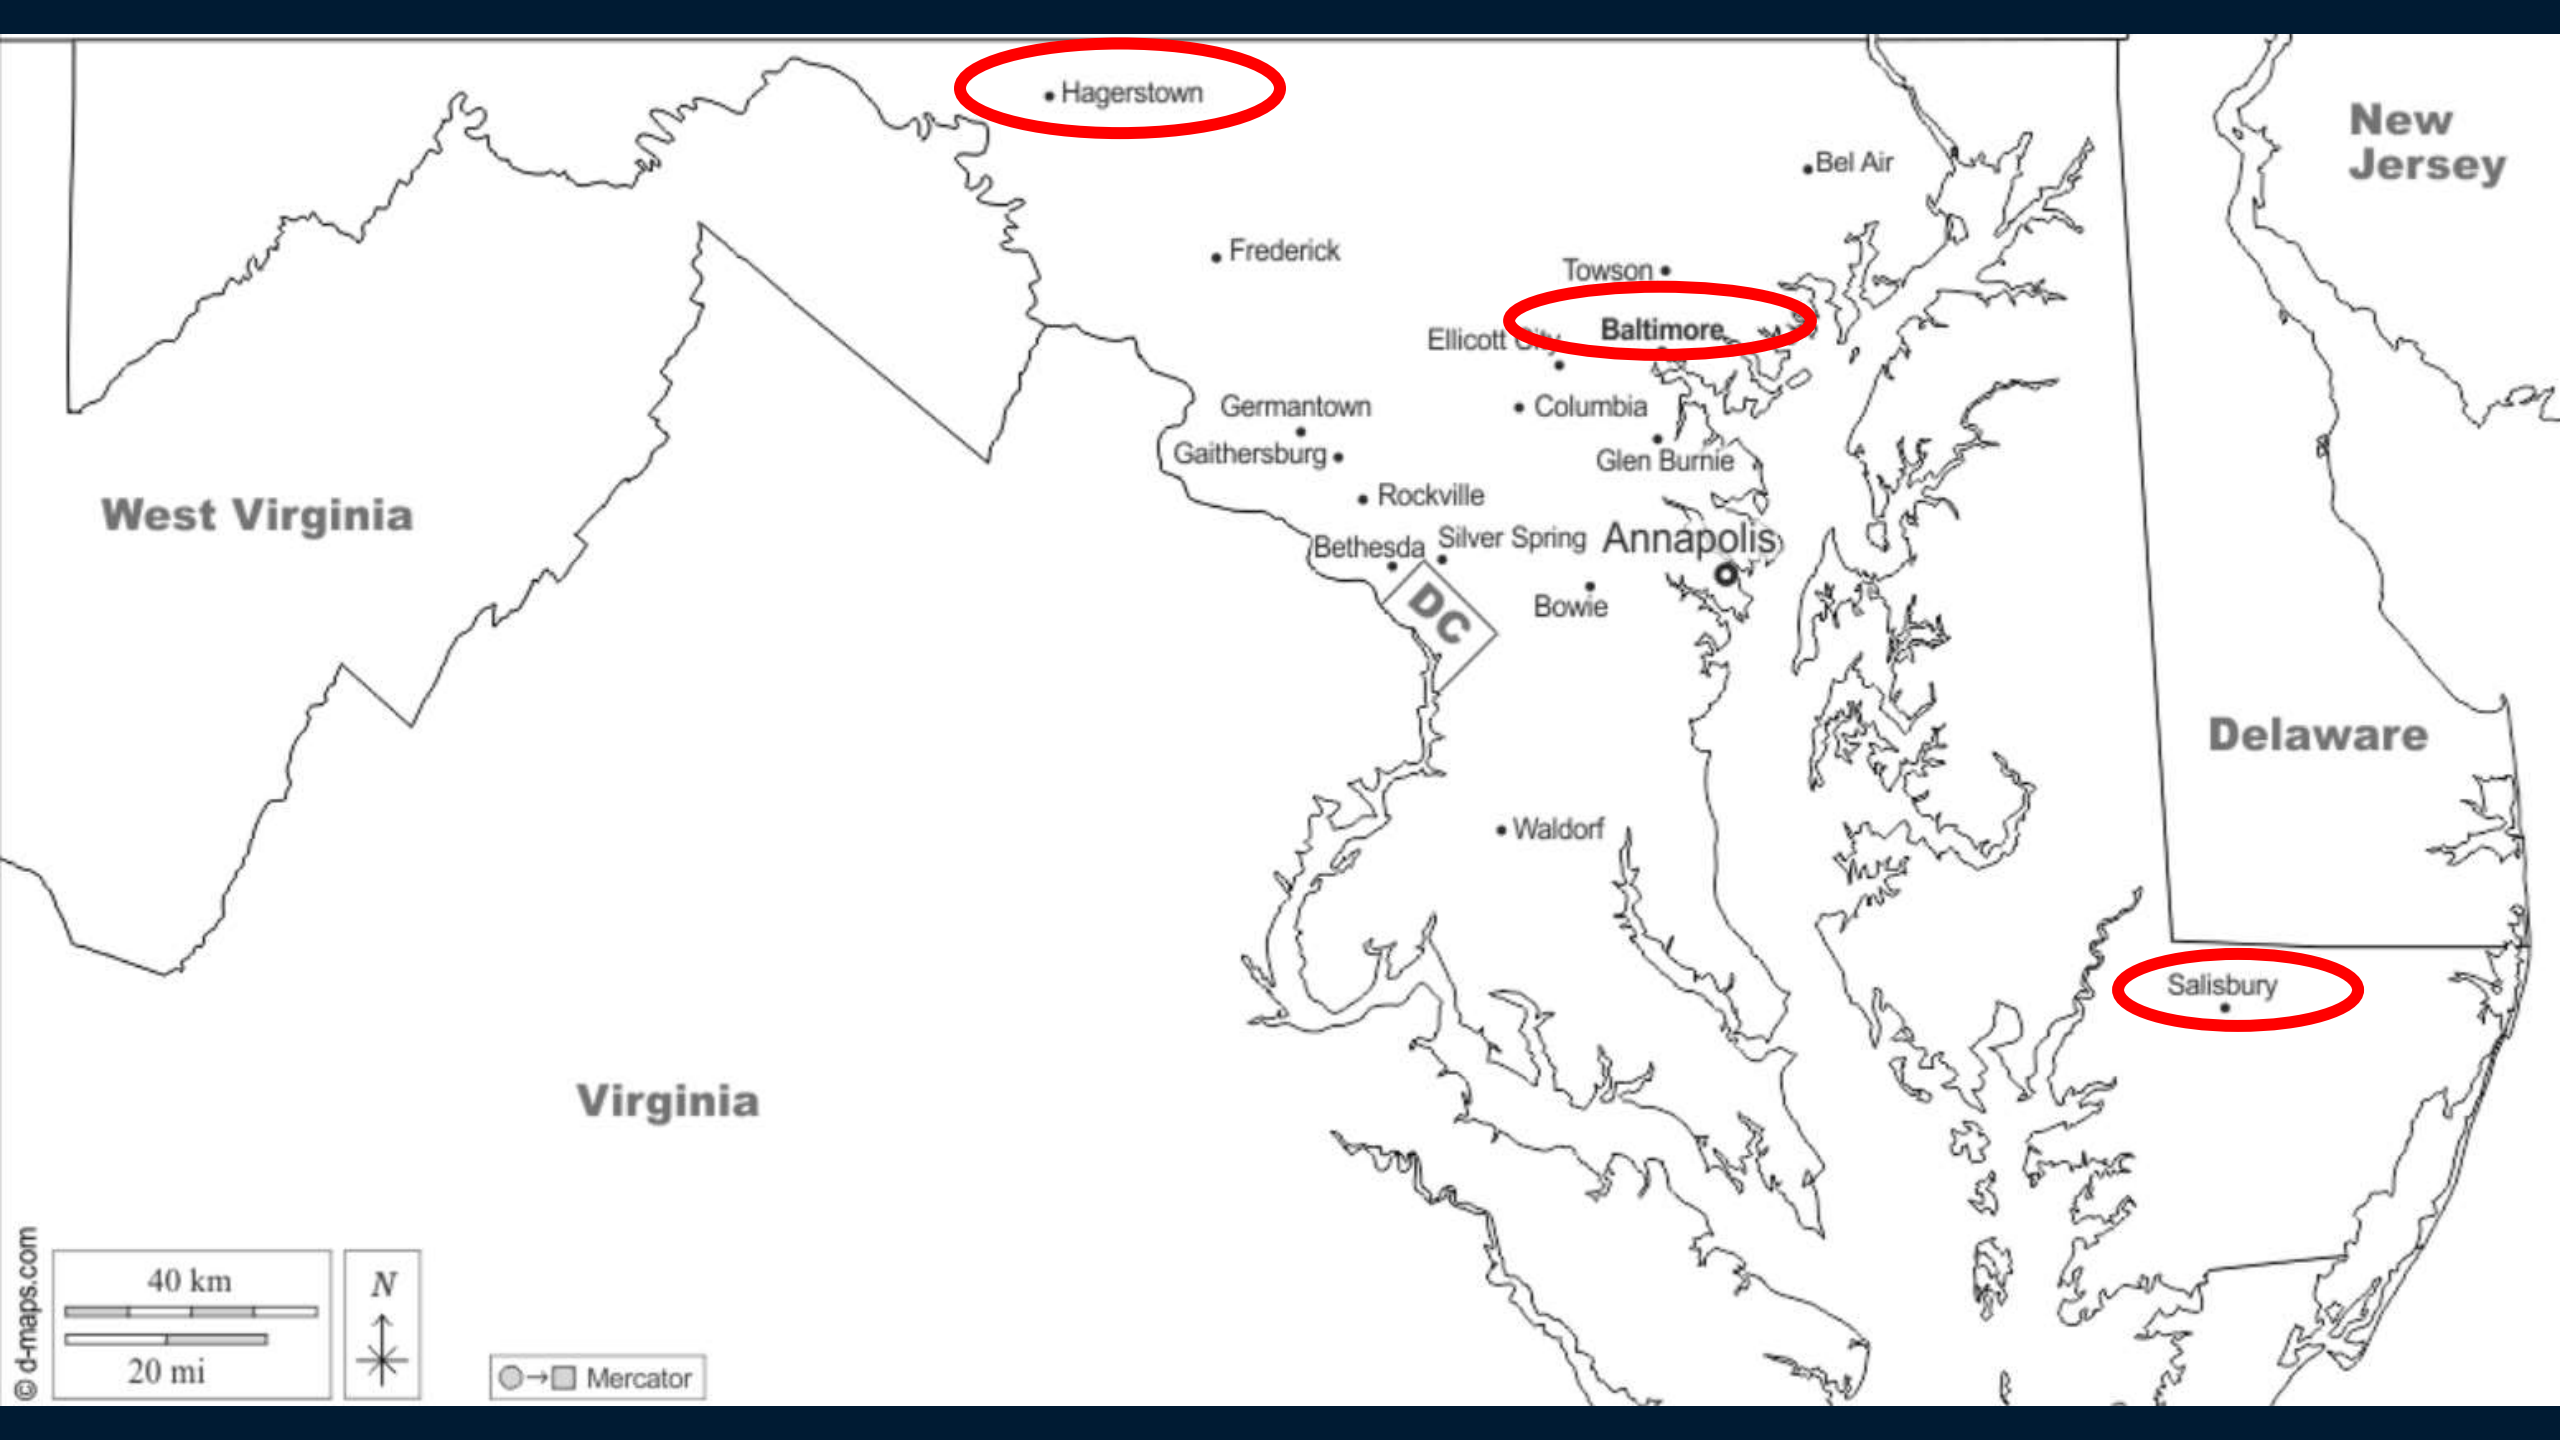 Hagerstown
New
Jersey
Bel Air
Frederick
Towson
Baltimore
Ellicott City
Germantown
Columbia
Gaithersburg
Glen Burnie
Rockville
West Virginia
Silver Spring
Annapolis
Bethesda
Bowie
DC
Delaware
Waldorf
Salisbury
Virginia
40 km
20 mi
N
Mercator
© d-maps.com